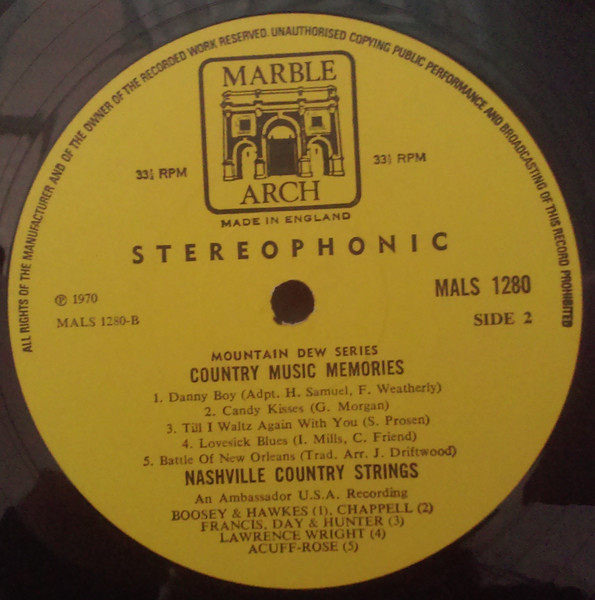 ALL RIGHTS OF THE MANUFACTURER AND OF THE OWNER OF THE RECORDED WORK RESERVED. UNAUTHORISED COPYING PUBLIC PERFORMANCE AND BROADCASTING OF THIS RECORD PROHIBITED
MARBLE
ARCH
33⅓ RPM
33⅓ RPM
MADE IN ENGLAND
STEREOPHONIC
℗ 1970
MALS 1280-B
MALS 1280
SIDE 2
MOUNTAIN DEW SERIES
COUNTRY MUSIC MEMORIES
1. Danny Boy (Adpt. H. Samuel, F. Weatherly)
2. Candy Kisses (G. Morgan)
3. Till I Waltz Again With You (S. Prosen)
4. Lovesick Blues (I. Mills, C. Friend)
5. Battle Of New Orleans (Trad. Arr. J. Driftwood)
NASHVILLE COUNTRY STRINGS
An Ambassador U.S.A. Recording
BOOSEY & HAWKES (1), CHAPPELL (2)
FRANCIS, DAY & HUNTER (3)
LAWRENCE WRIGHT (4)
ACUFF-ROSE (5)